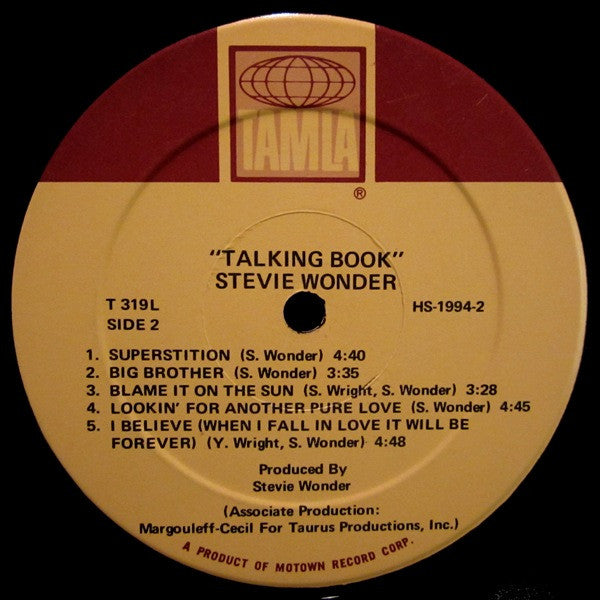 TAMLA
®
"TALKING BOOK"
STEVIE WONDER
T 319L
HS-1994-2
SIDE 2
1. SUPERSTITION (S. Wonder) 4:40
2. BIG BROTHER (S. Wonder) 3:35
3. BLAME IT ON THE SUN (S. Wright, S. Wonder) 3:28
4. LOOKIN' FOR ANOTHER PURE LOVE (S. Wonder) 4:45
5. I BELIEVE (WHEN I FALL IN LOVE IT WILL BE
FOREVER) (Y. Wright, S. Wonder) 4:48
Produced By
Stevie Wonder
(Associate Production:
Margouleff-Cecil For Taurus Productions, Inc.)
A PRODUCT OF MOTOWN RECORD CORP.